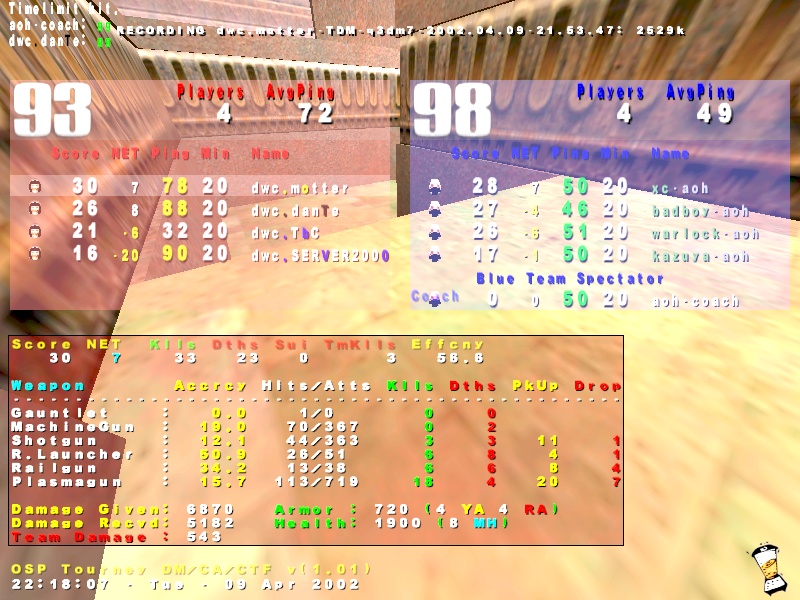 Timelimit hit.
aoh-coach: gg
RECORDING dwc.motter-TDM-q3dm7-2002.04.09-21.53.47: 2529k
dwc.danTe: gg
93 Players AvgPing
4 72
Score NET Ping Min Name
30 7 78 20 dwc.motter
26 8 88 20 dwc.danTe
21 -6 32 20 dwc.TbC
16 -20 90 20 dwc.SERVER2000
98 Players AvgPing
4 49
Score NET Ping Min Name
28 7 50 20 xc-aoh
27 -4 46 20 badboy-aoh
26 -5 51 20 warlock-aoh
17 -1 50 20 kazuya-aoh
Blue Team Spectator
Coach 0 0 50 20 aoh-coach
Score NET Klls Dths Sui TmKlls Effcny
30 7 33 23 0 3 56.6
Weapon Accrcy Hits/Atts Klls Dths PkUp Drop
Gauntlet : 0.0 1/0 0 0
MachineGun : 19.0 70/367 0 2
Shotgun : 12.1 44/363 3 3 11 1
R.Launcher : 50.9 26/51 6 8 4 1
Railgun : 34.2 13/38 6 6 8 4
Plasmagun : 15.7 113/719 18 4 20 7
Damage Given: 6870 Armor : 720 (4 YA 4 RA)
Damage Recvd: 5182 Health: 1900 (8 MH)
Team Damage : 543
OSP Tourney DM/CA/CTF v(1.01)
22:18:07 - Tue - 09 Apr 2002